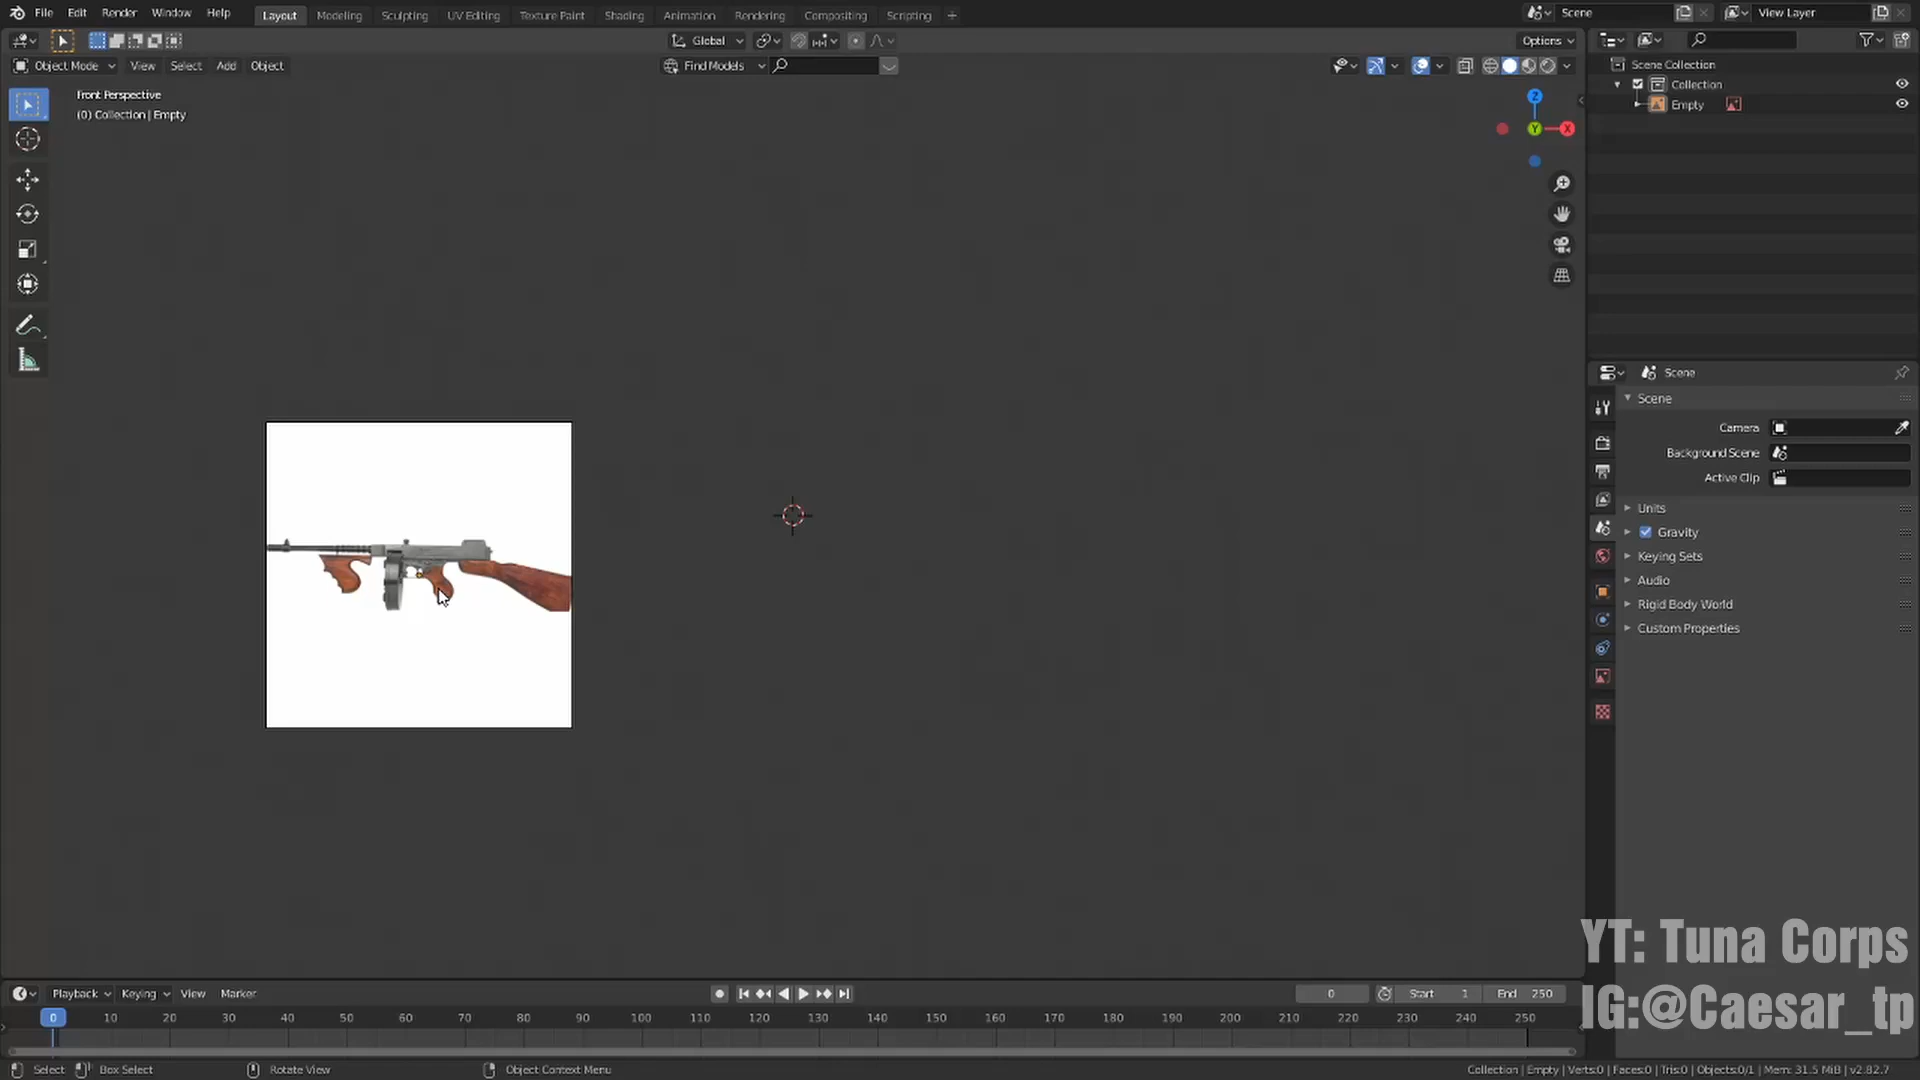 File Edit Render Window Help Layout Modeling Sculpting UV Editing Texture Paint Shading Animation Rendering Compositing Scripting + Scene View Layer
Global Options
Object Mode View Select Add Object Find Models
Front Perspective
(0) Collection | Empty
Z
Y X
Scene Collection
Collection
Empty
Scene
Scene
Camera
Background Scene
Active Clip
Units
Gravity
Keying Sets
Audio
Rigid Body World
Custom Properties
YT: Tuna Corps
IG:@Caesar_tp
Playback Keying View Marker 0 Start 1 End 250
0 10 20 30 40 50 60 70 80 90 100 110 120 130 140 150 160 170 180 190 200 210 220 230 240 250
Select Box Select Rotate View Object Context Menu Collection | Empty | Verts:0 | Faces:0 | Tris:0 | Objects:0/1 | Mem: 31.5 MiB | v2.82.7